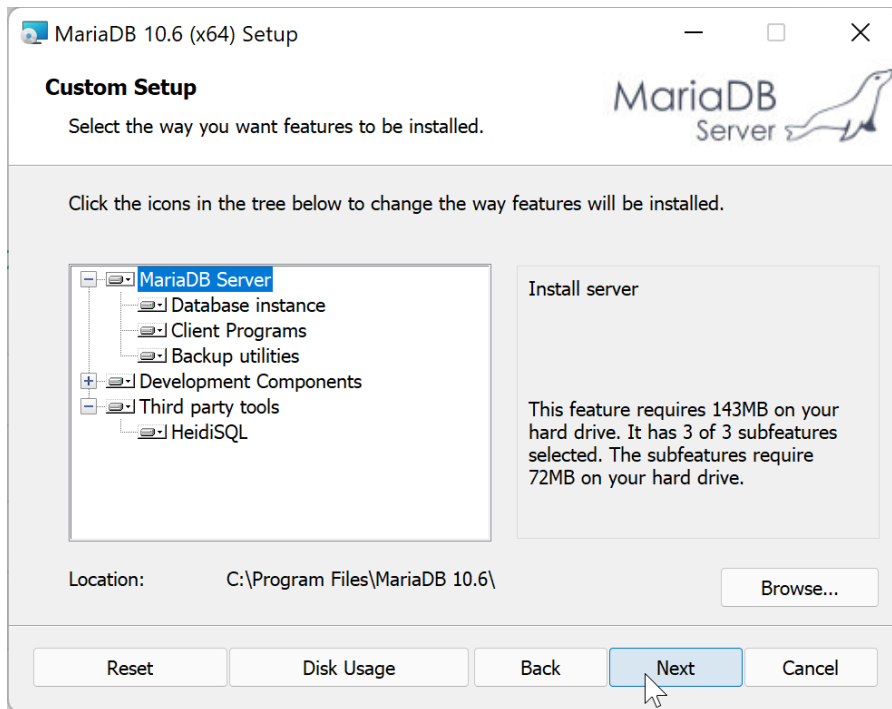 MariaDB 10.6 (x64) Setup
Custom Setup
Select the way you want features to be installed.
MariaDB
Server
Click the icons in the tree below to change the way features will be installed.
MariaDB Server
Database instance
Client Programs
Backup utilities
Development Components
Third party tools
HeidiSQL
Install server
This feature requires 143MB on your
hard drive. It has 3 of 3 subfeatures
selected. The subfeatures require
72MB on your hard drive.
Location: C:\Program Files\MariaDB 10.6\
Browse...
Reset Disk Usage Back Next Cancel